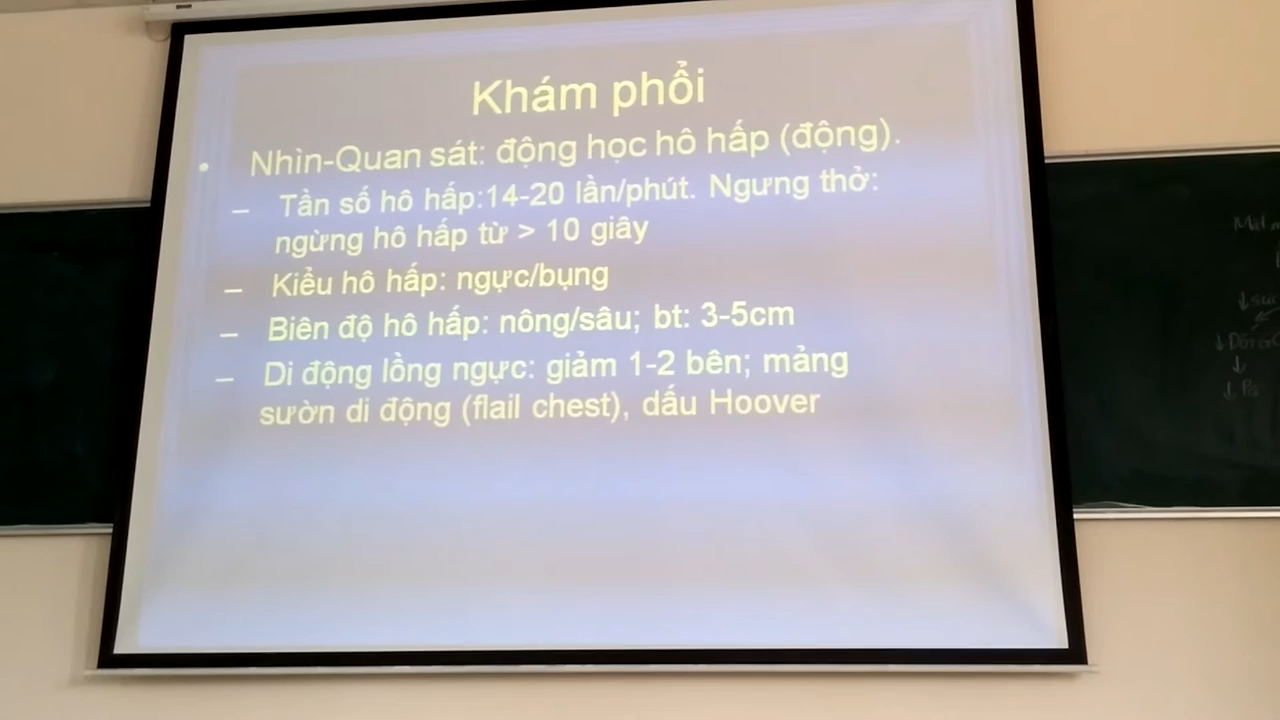 Khám phổi
• Nhìn-Quan sát: động học hô hấp (động).
– Tần số hô hấp:14-20 lần/phút. Ngưng thở:
ngừng hô hấp từ > 10 giây
– Kiểu hô hấp: ngực/bụng
– Biên độ hô hấp: nông/sâu; bt: 3-5cm
– Di động lồng ngực: giảm 1-2 bên; mảng
sườn di động (flail chest), dấu Hoover